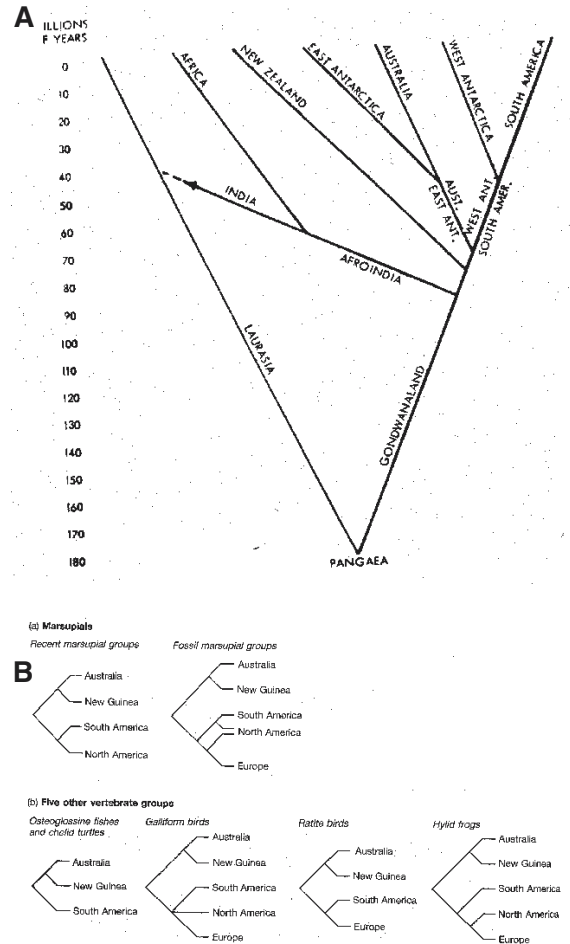 A
ILLIONS
F YEARS
0
10
20
30
40
50
60
70
80
90
100
110
120
130
140
150
160
170
180
AFRICA
NEW ZEALAND
EAST ANTARCTICA
AUSTRALIA
WEST ANTARCTICA
SOUTH AMERICA
INDIA
AUST.
EAST ANT.
WEST ANT.
SOUTH AMER.
AFROINDIA
LAURASIA
GONDWANALAND
PANGAEA
B
(a) Marsupials
Recent marsupial groups
Australia
New Guinea
South America
North America
Fossil marsupial groups
Australia
New Guinea
South America
North America
Europe
(b) Five other vertebrate groups
Osteoglossine fishes
and chelid turtles
Australia
New Guinea
South America
Galliform birds
Australia
New Guinea
South America
North America
Europe
Ratite birds
Australia
New Guinea
South America
Europe
Hylid frogs
Australia
New Guinea
South America
North America
Europe